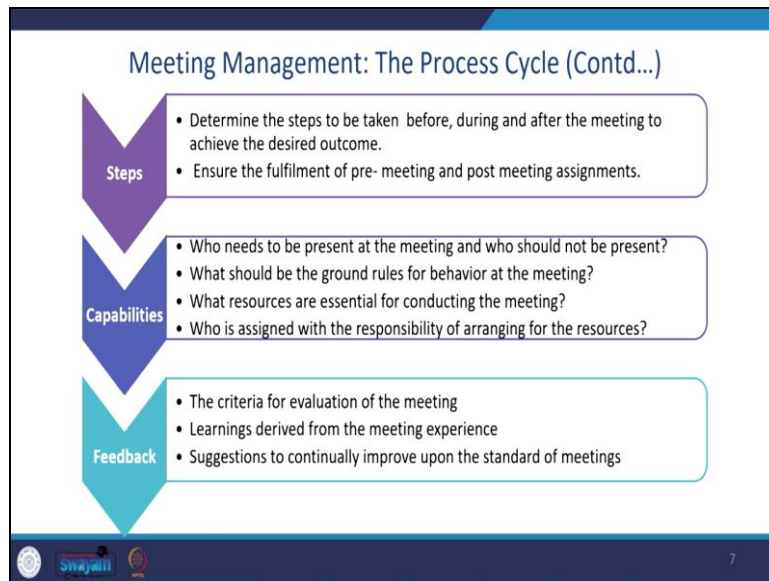 Meeting Management: The Process Cycle (Contd...)
Steps
• Determine the steps to be taken before, during and after the meeting to
achieve the desired outcome.
• Ensure the fulfilment of pre- meeting and post meeting assignments.
Capabilities
• Who needs to be present at the meeting and who should not be present?
• What should be the ground rules for behavior at the meeting?
• What resources are essential for conducting the meeting?
• Who is assigned with the responsibility of arranging for the resources?
Feedback
• The criteria for evaluation of the meeting
• Learnings derived from the meeting experience
• Suggestions to continually improve upon the standard of meetings
swayam
7